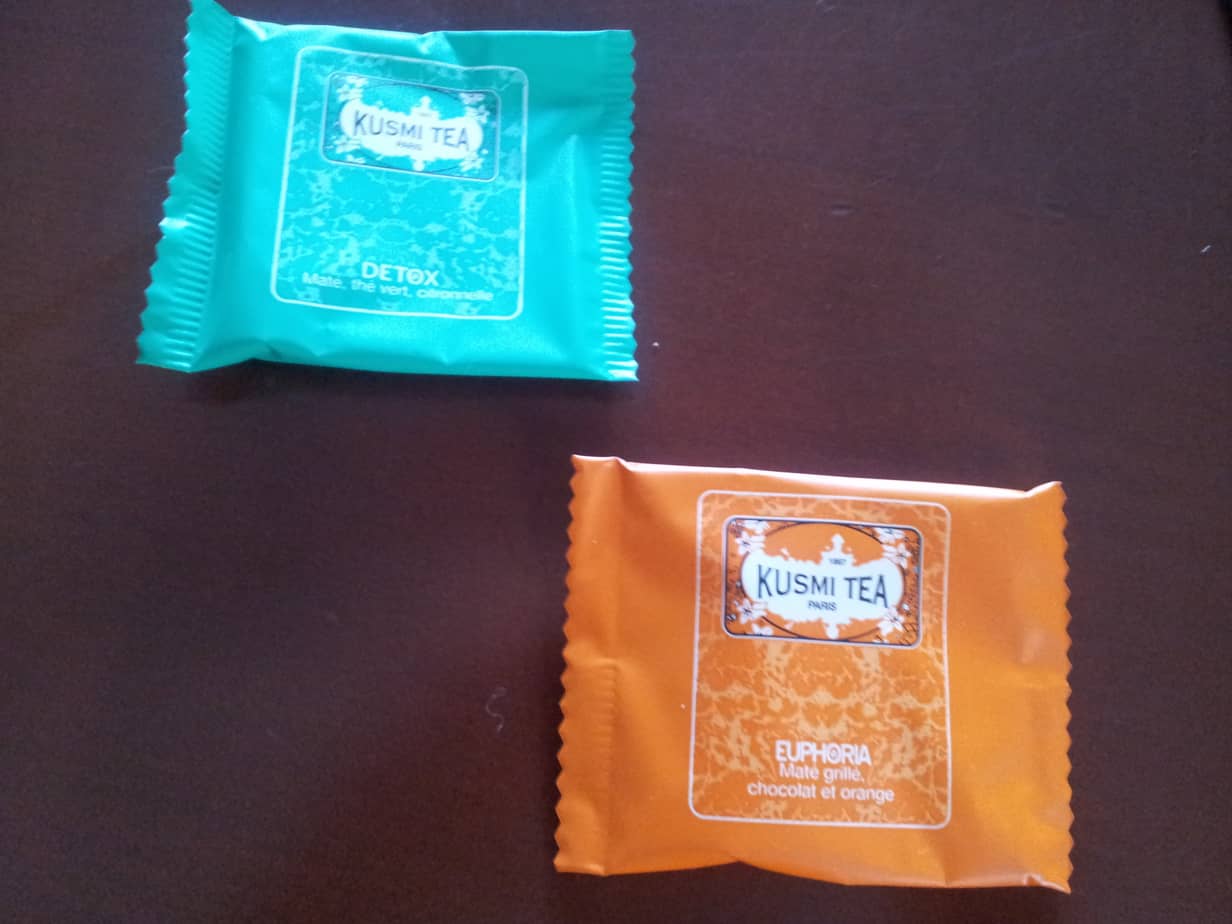 KUSMI TEA
PARIS
DETOX
Maté, thé vert, citronnelle
1867
KUSMI TEA
PARIS
EUPHORIA
Maté grillé,
chocolat et orange